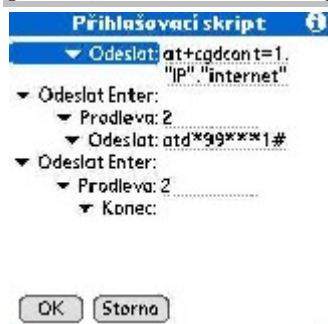 Přihlašovací skript
Odeslat: at+cgdcont=1,
"IP","internet"
Odeslat Enter:
Prodleva: 2
Odeslat: atd*99***1#
Odeslat Enter:
Prodleva: 2
Konec:
OK Storno